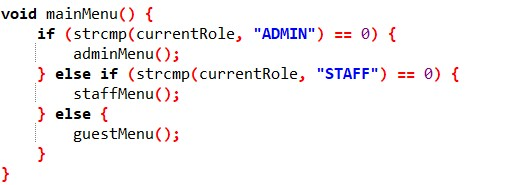 void mainMenu() {
    if (strcmp(currentRole, "ADMIN") == 0) {
        adminMenu();
    } else if (strcmp(currentRole, "STAFF") == 0) {
        staffMenu();
    } else {
        guestMenu();
    }
}